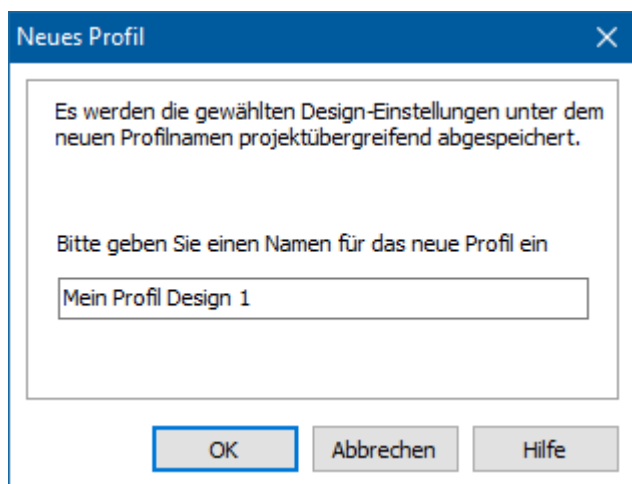 Neues Profil
Es werden die gewählten Design-Einstellungen unter dem
neuen Profilnamen projektübergreifend abgespeichert.
Bitte geben Sie einen Namen für das neue Profil ein
Mein Profil Design 1
OK
Abbrechen
Hilfe